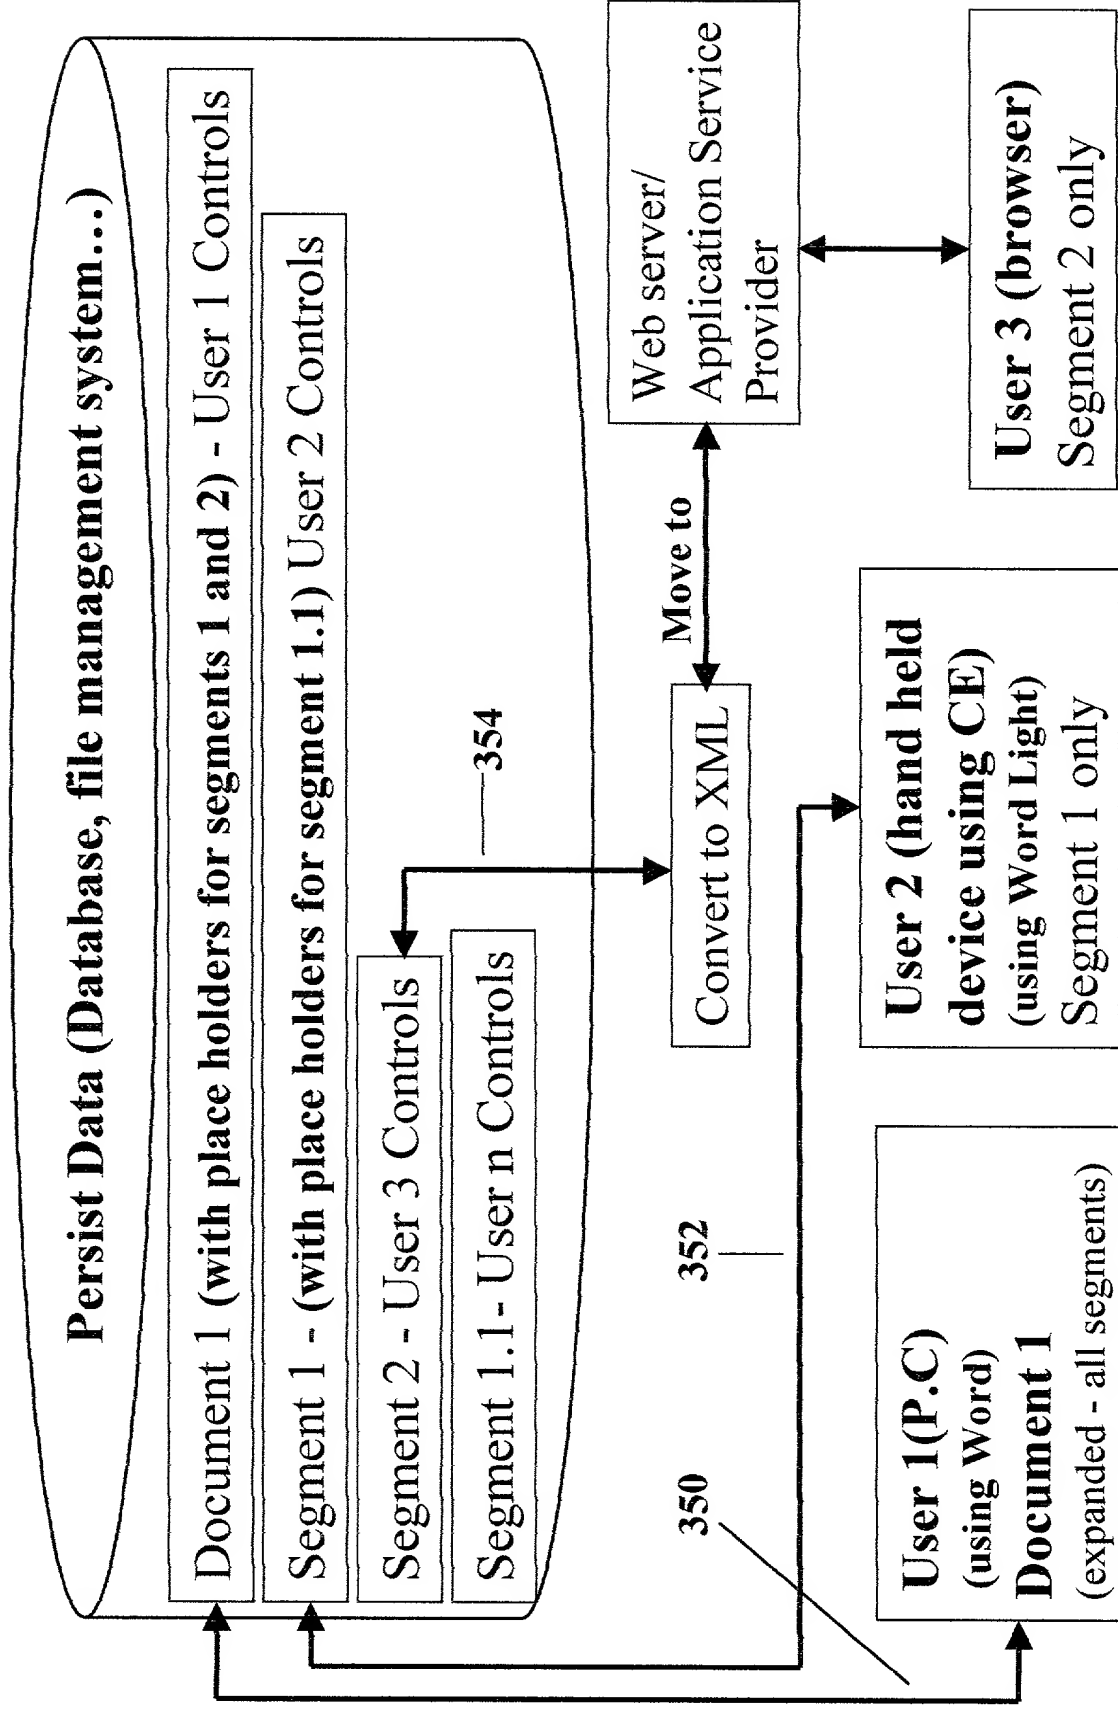 Persist Data (Database, file management system...)
Document 1 (with place holders for segments 1 and 2) - User 1 Controls
Segment 1 - (with place holders for segment 1.1) User 2 Controls
Segment 2 - User 3 Controls
Segment 1.1- User n Controls
354
350
352
Convert to XML
Move to
Web server/
Application Service
Provider
User 1(P.C)
(using Word)
Document 1
(expanded - all segments)
User 2 (hand held
device using CE)
(using Word Light)
Segment 1 only
User 3 (browser)
Segment 2 only